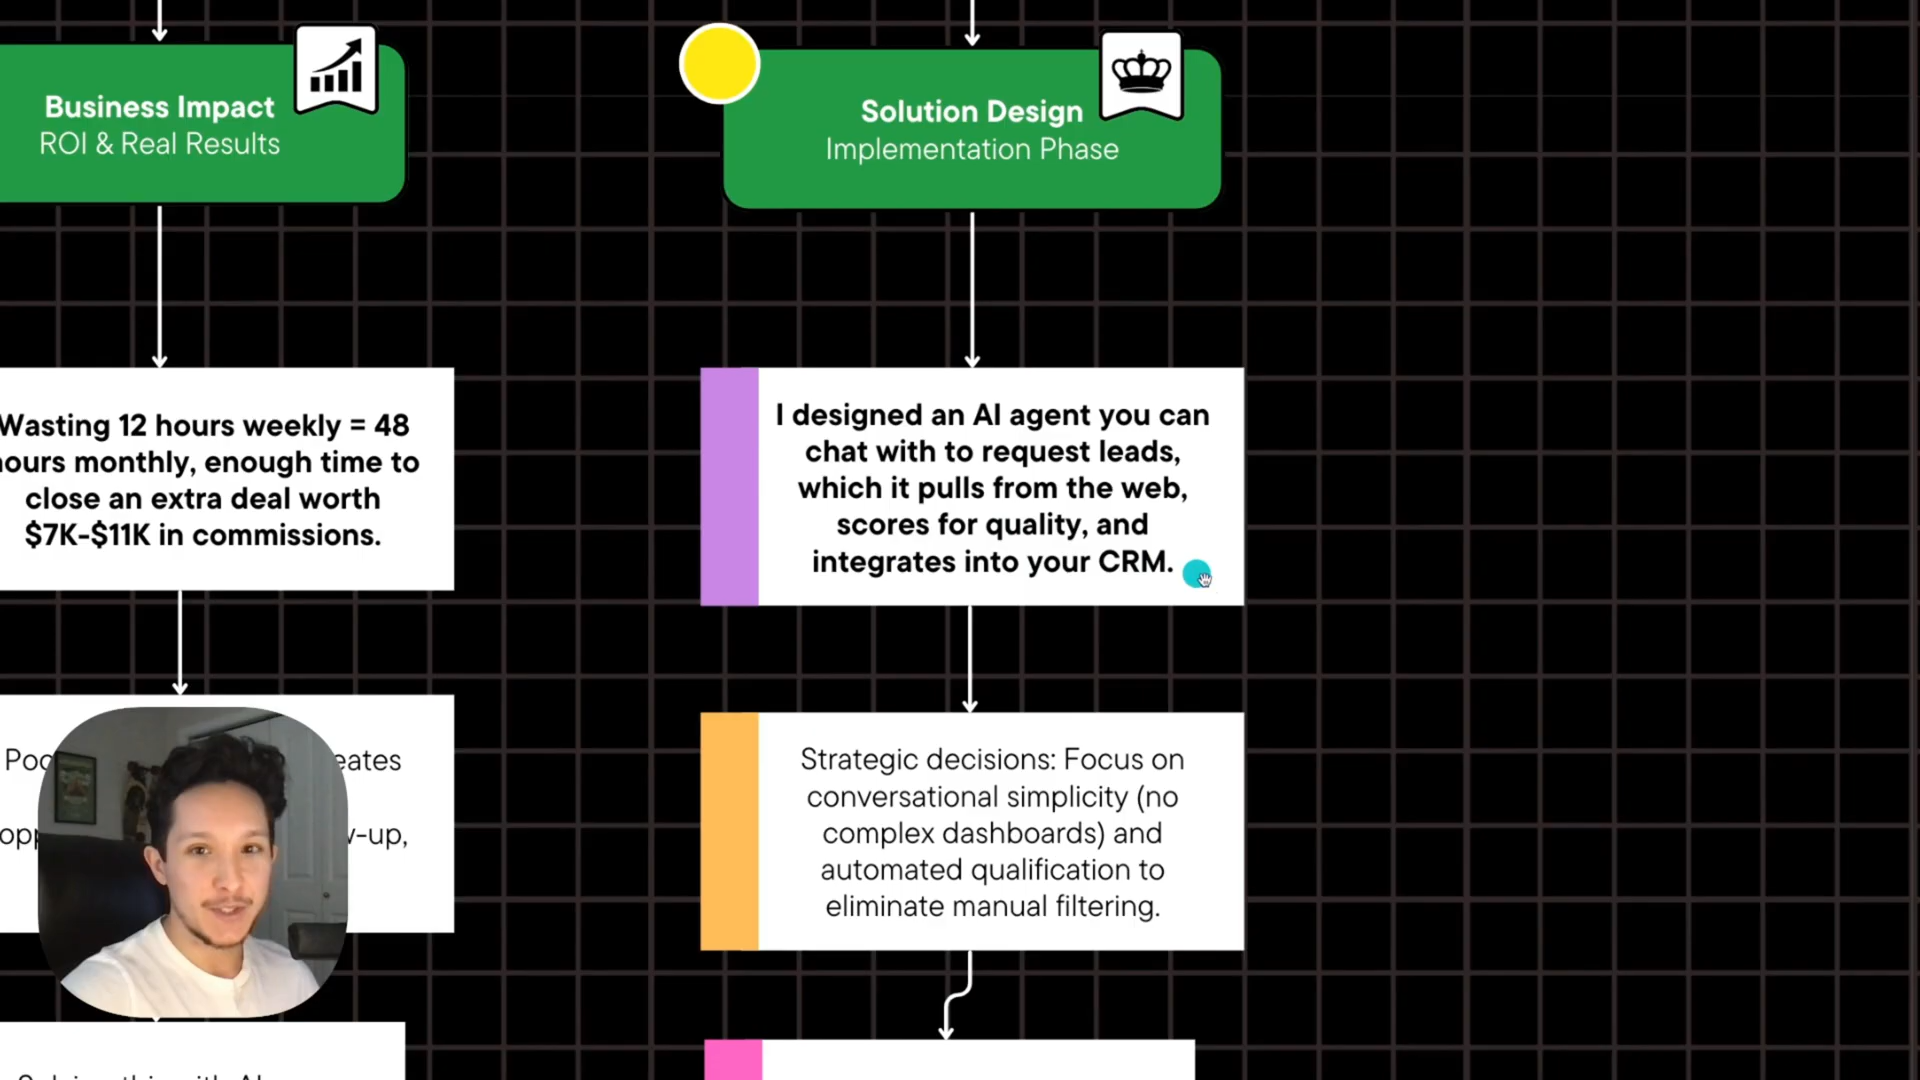 Business Impact
ROI & Real Results
Wasting 12 hours weekly = 48
hours monthly, enough time to
close an extra deal worth
$7K-$11K in commissions.
Solution Design
Implementation Phase
I designed an AI agent you can
chat with to request leads,
which it pulls from the web,
scores for quality, and
integrates into your CRM.
Strategic decisions: Focus on
conversational simplicity (no
complex dashboards) and
automated qualification to
eliminate manual filtering.